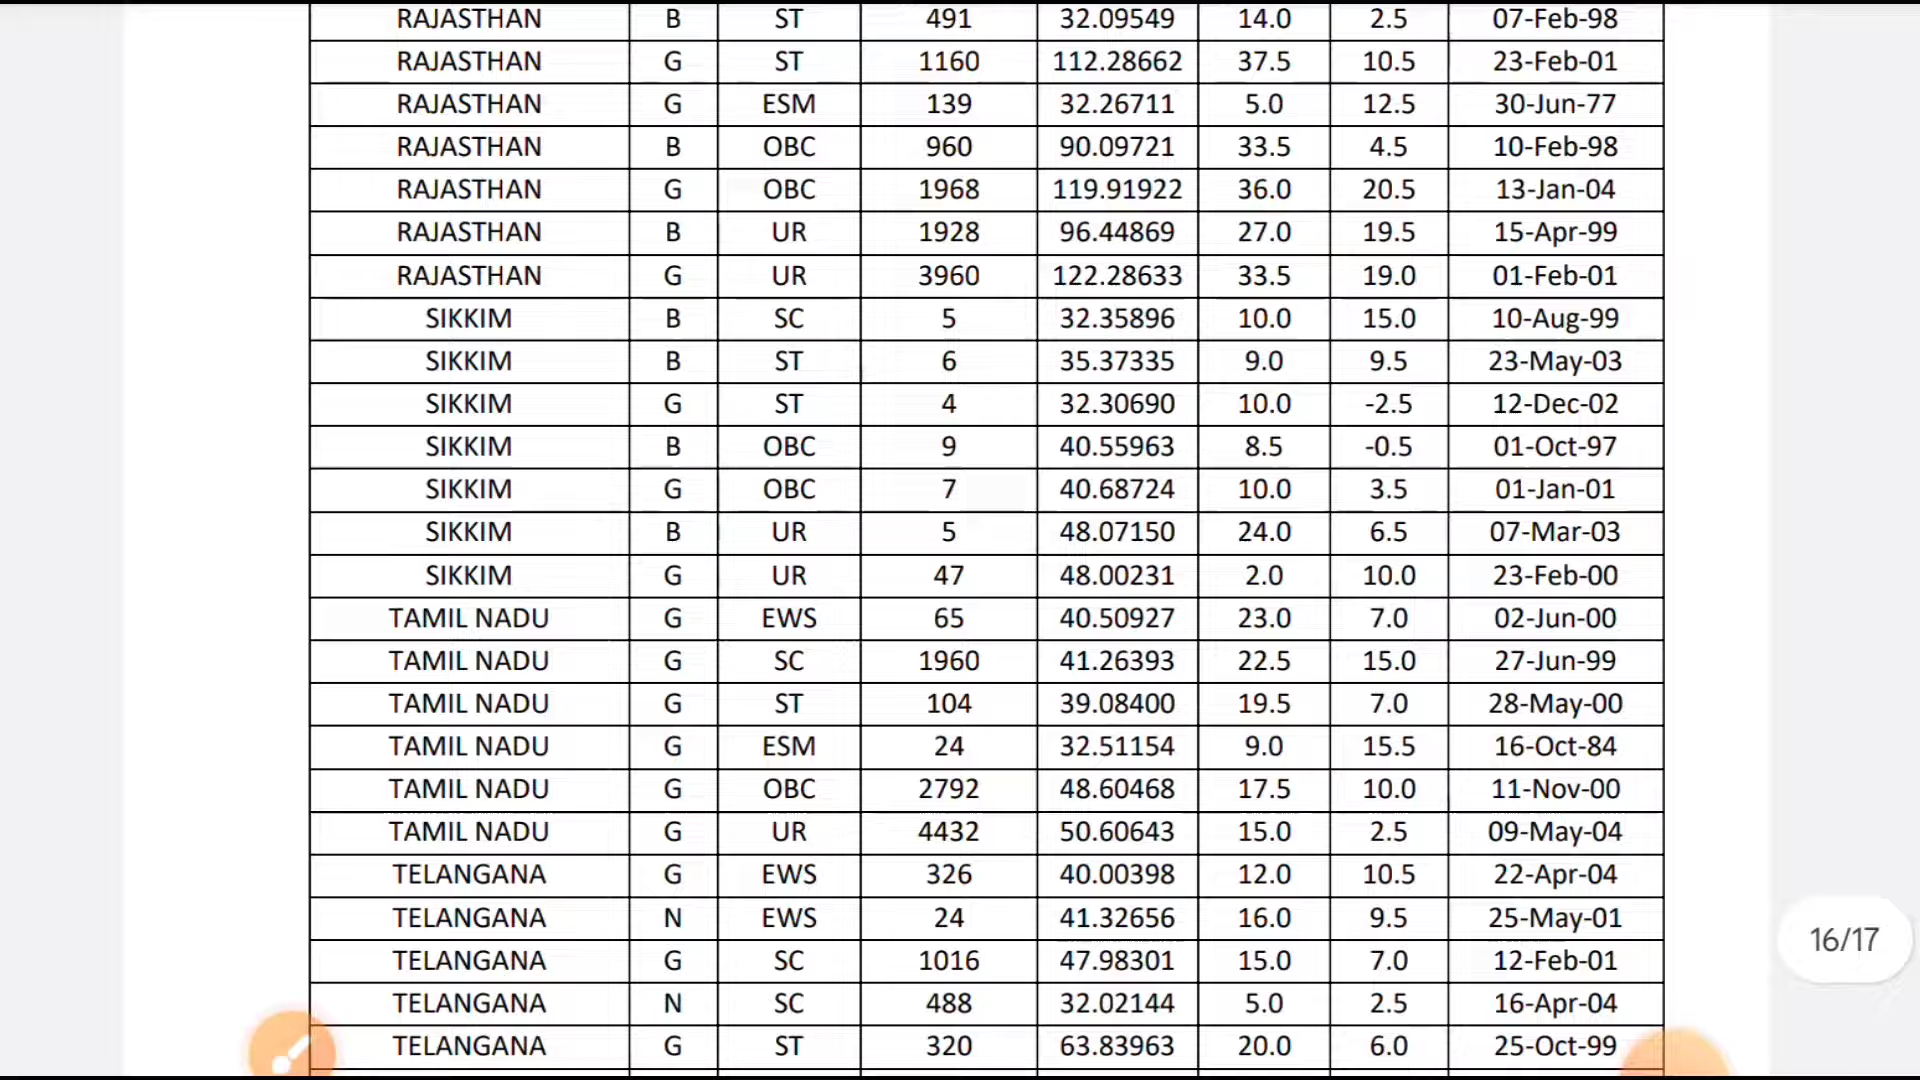 RAJASTHAN B ST 491 32.09549 14.0 2.5 07-Feb-98
RAJASTHAN G ST 1160 112.28662 37.5 10.5 23-Feb-01
RAJASTHAN G ESM 139 32.26711 5.0 12.5 30-Jun-77
RAJASTHAN B OBC 960 90.09721 33.5 4.5 10-Feb-98
RAJASTHAN G OBC 1968 119.91922 36.0 20.5 13-Jan-04
RAJASTHAN B UR 1928 96.44869 27.0 19.5 15-Apr-99
RAJASTHAN G UR 3960 122.28633 33.5 19.0 01-Feb-01
SIKKIM B SC 5 32.35896 10.0 15.0 10-Aug-99
SIKKIM B ST 6 35.37335 9.0 9.5 23-May-03
SIKKIM G ST 4 32.30690 10.0 -2.5 12-Dec-02
SIKKIM B OBC 9 40.55963 8.5 -0.5 01-Oct-97
SIKKIM G OBC 7 40.68724 10.0 3.5 01-Jan-01
SIKKIM B UR 5 48.07150 24.0 6.5 07-Mar-03
SIKKIM G UR 47 48.00231 2.0 10.0 23-Feb-00
TAMIL NADU G EWS 65 40.50927 23.0 7.0 02-Jun-00
TAMIL NADU G SC 1960 41.26393 22.5 15.0 27-Jun-99
TAMIL NADU G ST 104 39.08400 19.5 7.0 28-May-00
TAMIL NADU G ESM 24 32.51154 9.0 15.5 16-Oct-84
TAMIL NADU G OBC 2792 48.60468 17.5 10.0 11-Nov-00
TAMIL NADU G UR 4432 50.60643 15.0 2.5 09-May-04
TELANGANA G EWS 326 40.00398 12.0 10.5 22-Apr-04
TELANGANA N EWS 24 41.32656 16.0 9.5 25-May-01
16/17
TELANGANA G SC 1016 47.98301 15.0 7.0 12-Feb-01
TELANGANA N SC 488 32.02144 5.0 2.5 16-Apr-04
TELANGANA G ST 320 63.83963 20.0 6.0 25-Oct-99